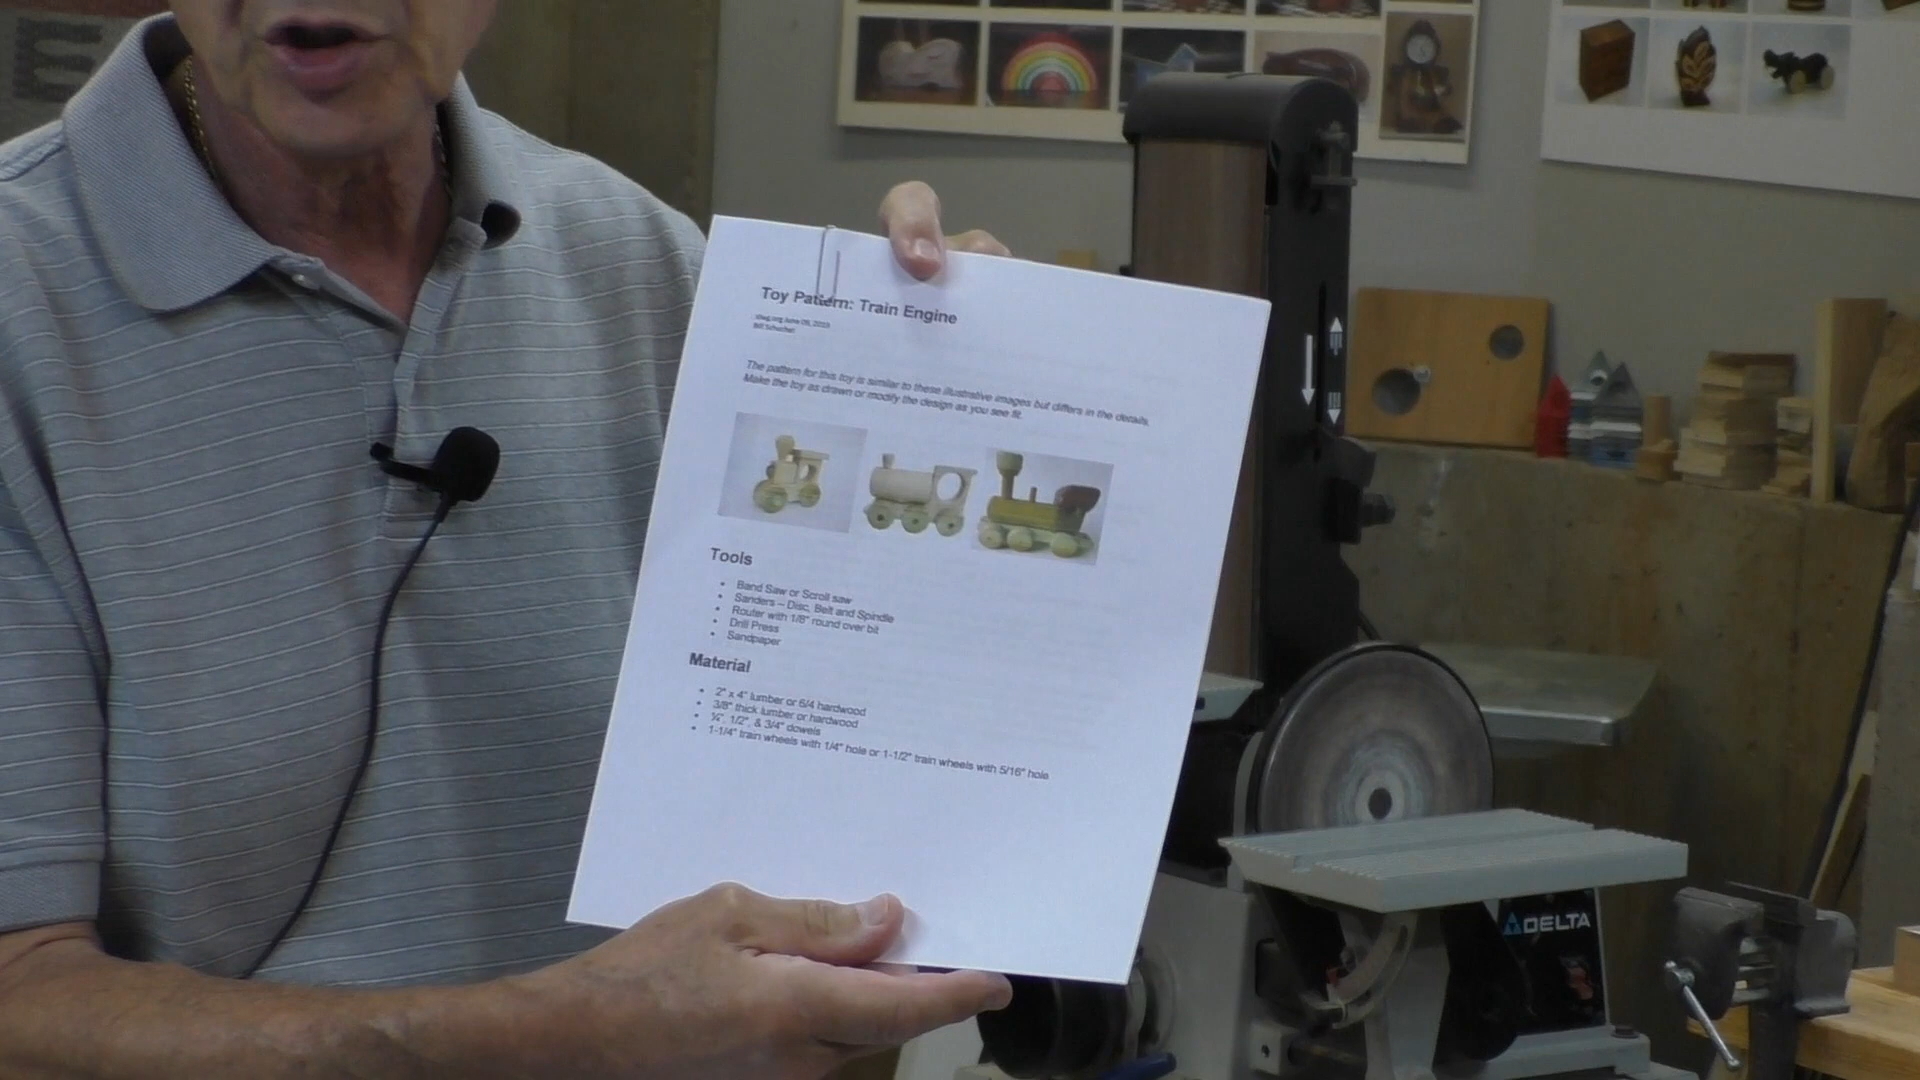 Toy Pattern: Train Engine
June 05, 2023
Bill
The pattern for this toy is similar to these illustrative images but differs in the details.
Make the toy as drawn or modify the design as you see fit.
Tools
• Band Saw or Scroll saw
• Sanders – Disc, Belt and Spindle
• Router with 1/8" round over bit
• Drill Press
• Sandpaper
Material
• 2" x 4" lumber or 6/4 hardwood
• 3/8" thick lumber or hardwood
• ¼", 1/2", & 3/4" dowels
• 1-1/4" train wheels with 1/4" hole or 1-1/2" train wheels with 5/16" hole
DELTA